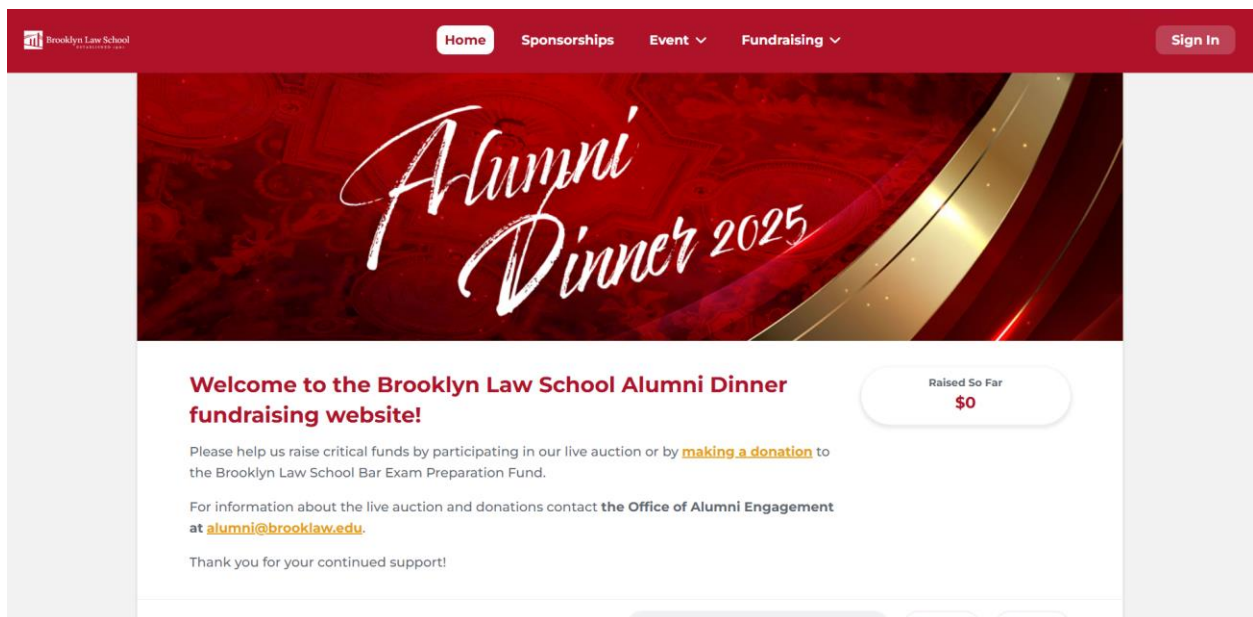 Brooklyn Law School
ESTABLISHED 1901
Home
Sponsorships
Event
Fundraising
Sign In
Alumni
Dinner 2025
Welcome to the Brooklyn Law School Alumni Dinner
fundraising website!
Raised So Far
$0
Please help us raise critical funds by participating in our live auction or by making a donation to
the Brooklyn Law School Bar Exam Preparation Fund.
For information about the live auction and donations contact the Office of Alumni Engagement
at alumni@brooklaw.edu.
Thank you for your continued support!